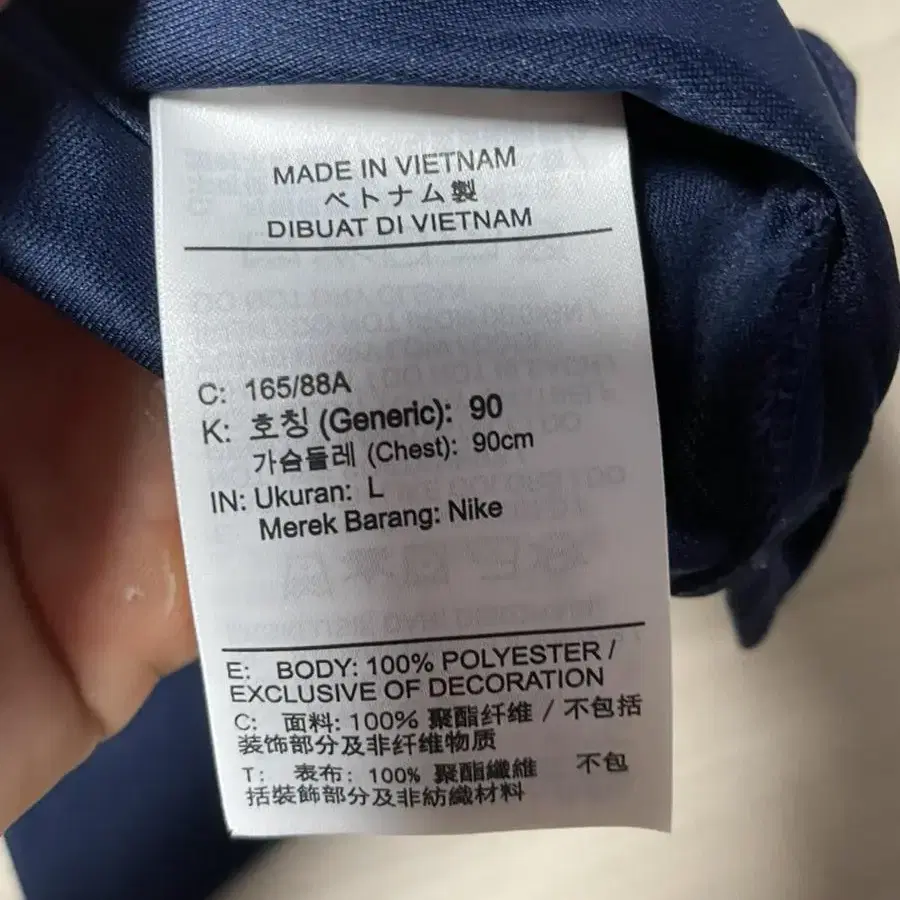 MADE IN VIETNAM
ベトナム製
DIBUAT DI VIETNAM
C: 165/88A
K: 호칭 (Generic): 90
가슴둘레 (Chest): 90cm
IN: Ukuran: L
Merek Barang: Nike
E: BODY: 100% POLYESTER /
EXCLUSIVE OF DECORATION
C: 面料: 100% 聚酯纤维 / 不包括
装饰部分及非纤维物质
T: 表布: 100% 聚酯纖維 不包
括裝飾部分及非紡織材料